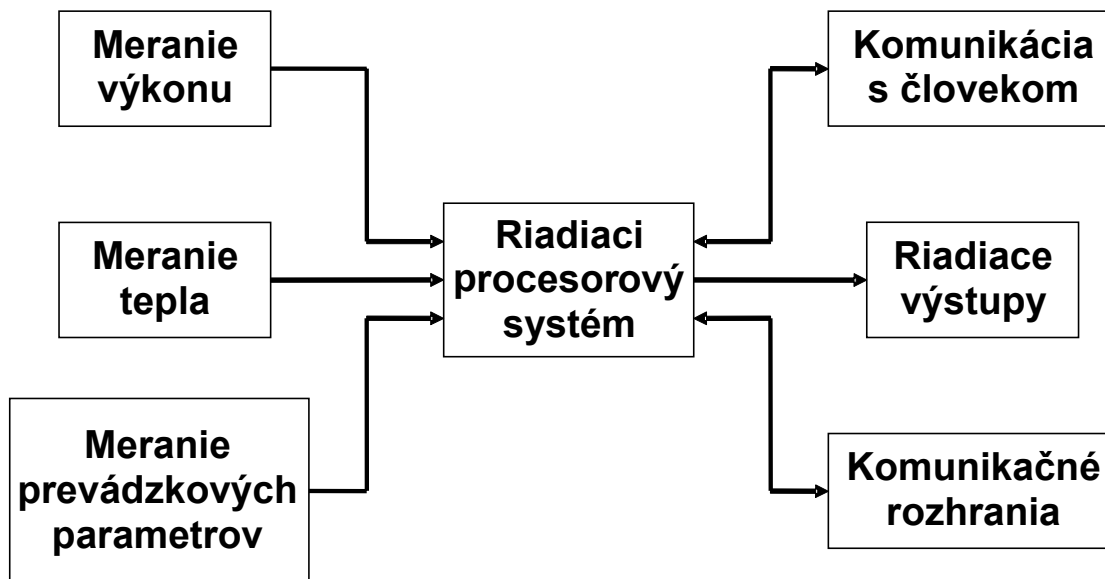 Meranie
výkonu
Komunikácia
s človekom
Meranie
tepla
Riadiaci
procesorový
systém
Riadiace
výstupy
Meranie
prevádzkových
parametrov
Komunikačné
rozhrania